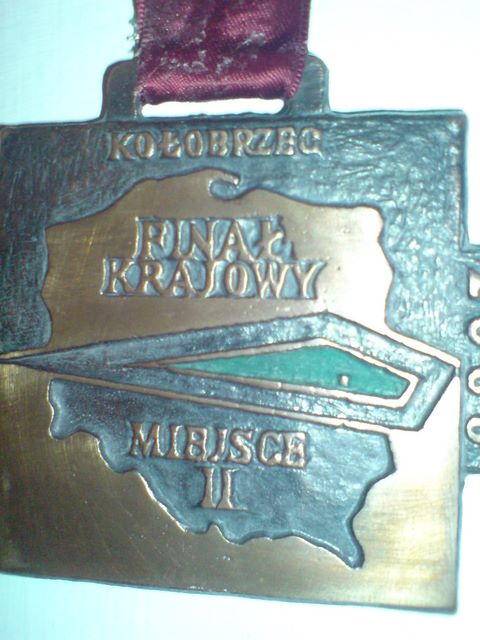 KOŁOBRZEG
FINAŁ
KRAJOWY
MIEJSCE
II